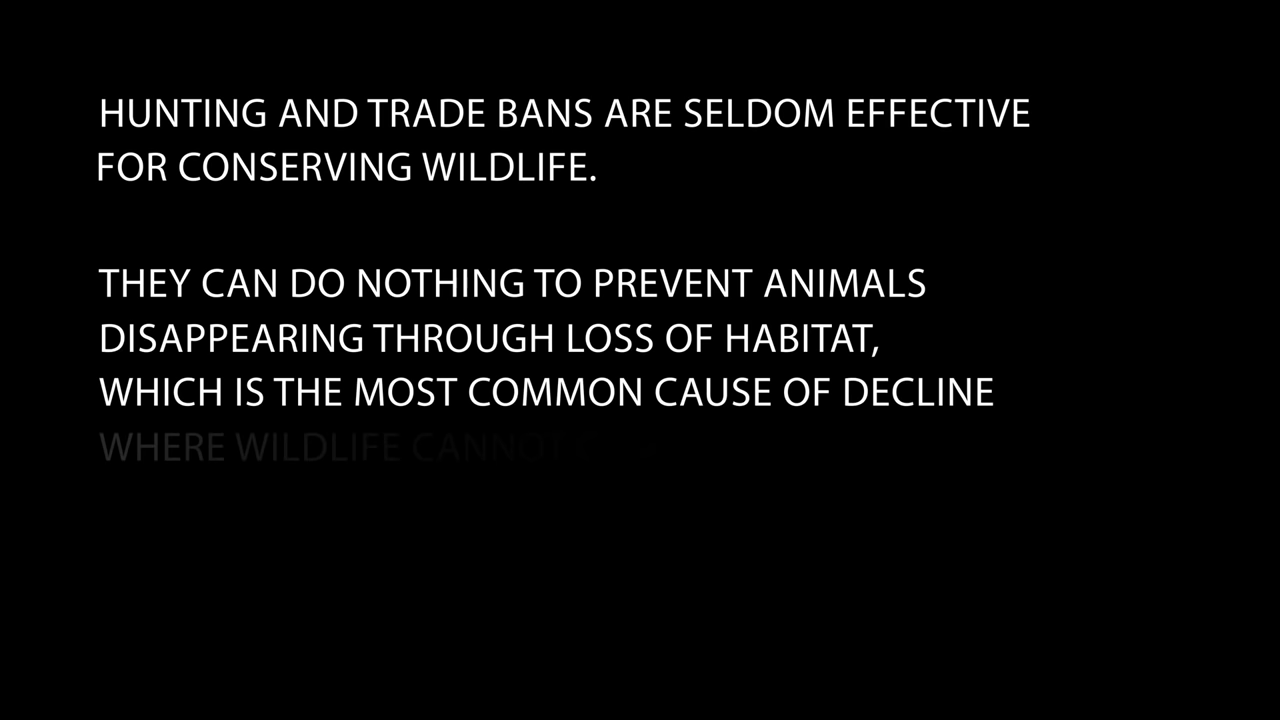 HUNTING AND TRADE BANS ARE SELDOM EFFECTIVE
FOR CONSERVING WILDLIFE.
THEY CAN DO NOTHING TO PREVENT ANIMALS
DISAPPEARING THROUGH LOSS OF HABITAT,
WHICH IS THE MOST COMMON CAUSE OF DECLINE
WHERE WILDLIFE CANNOT